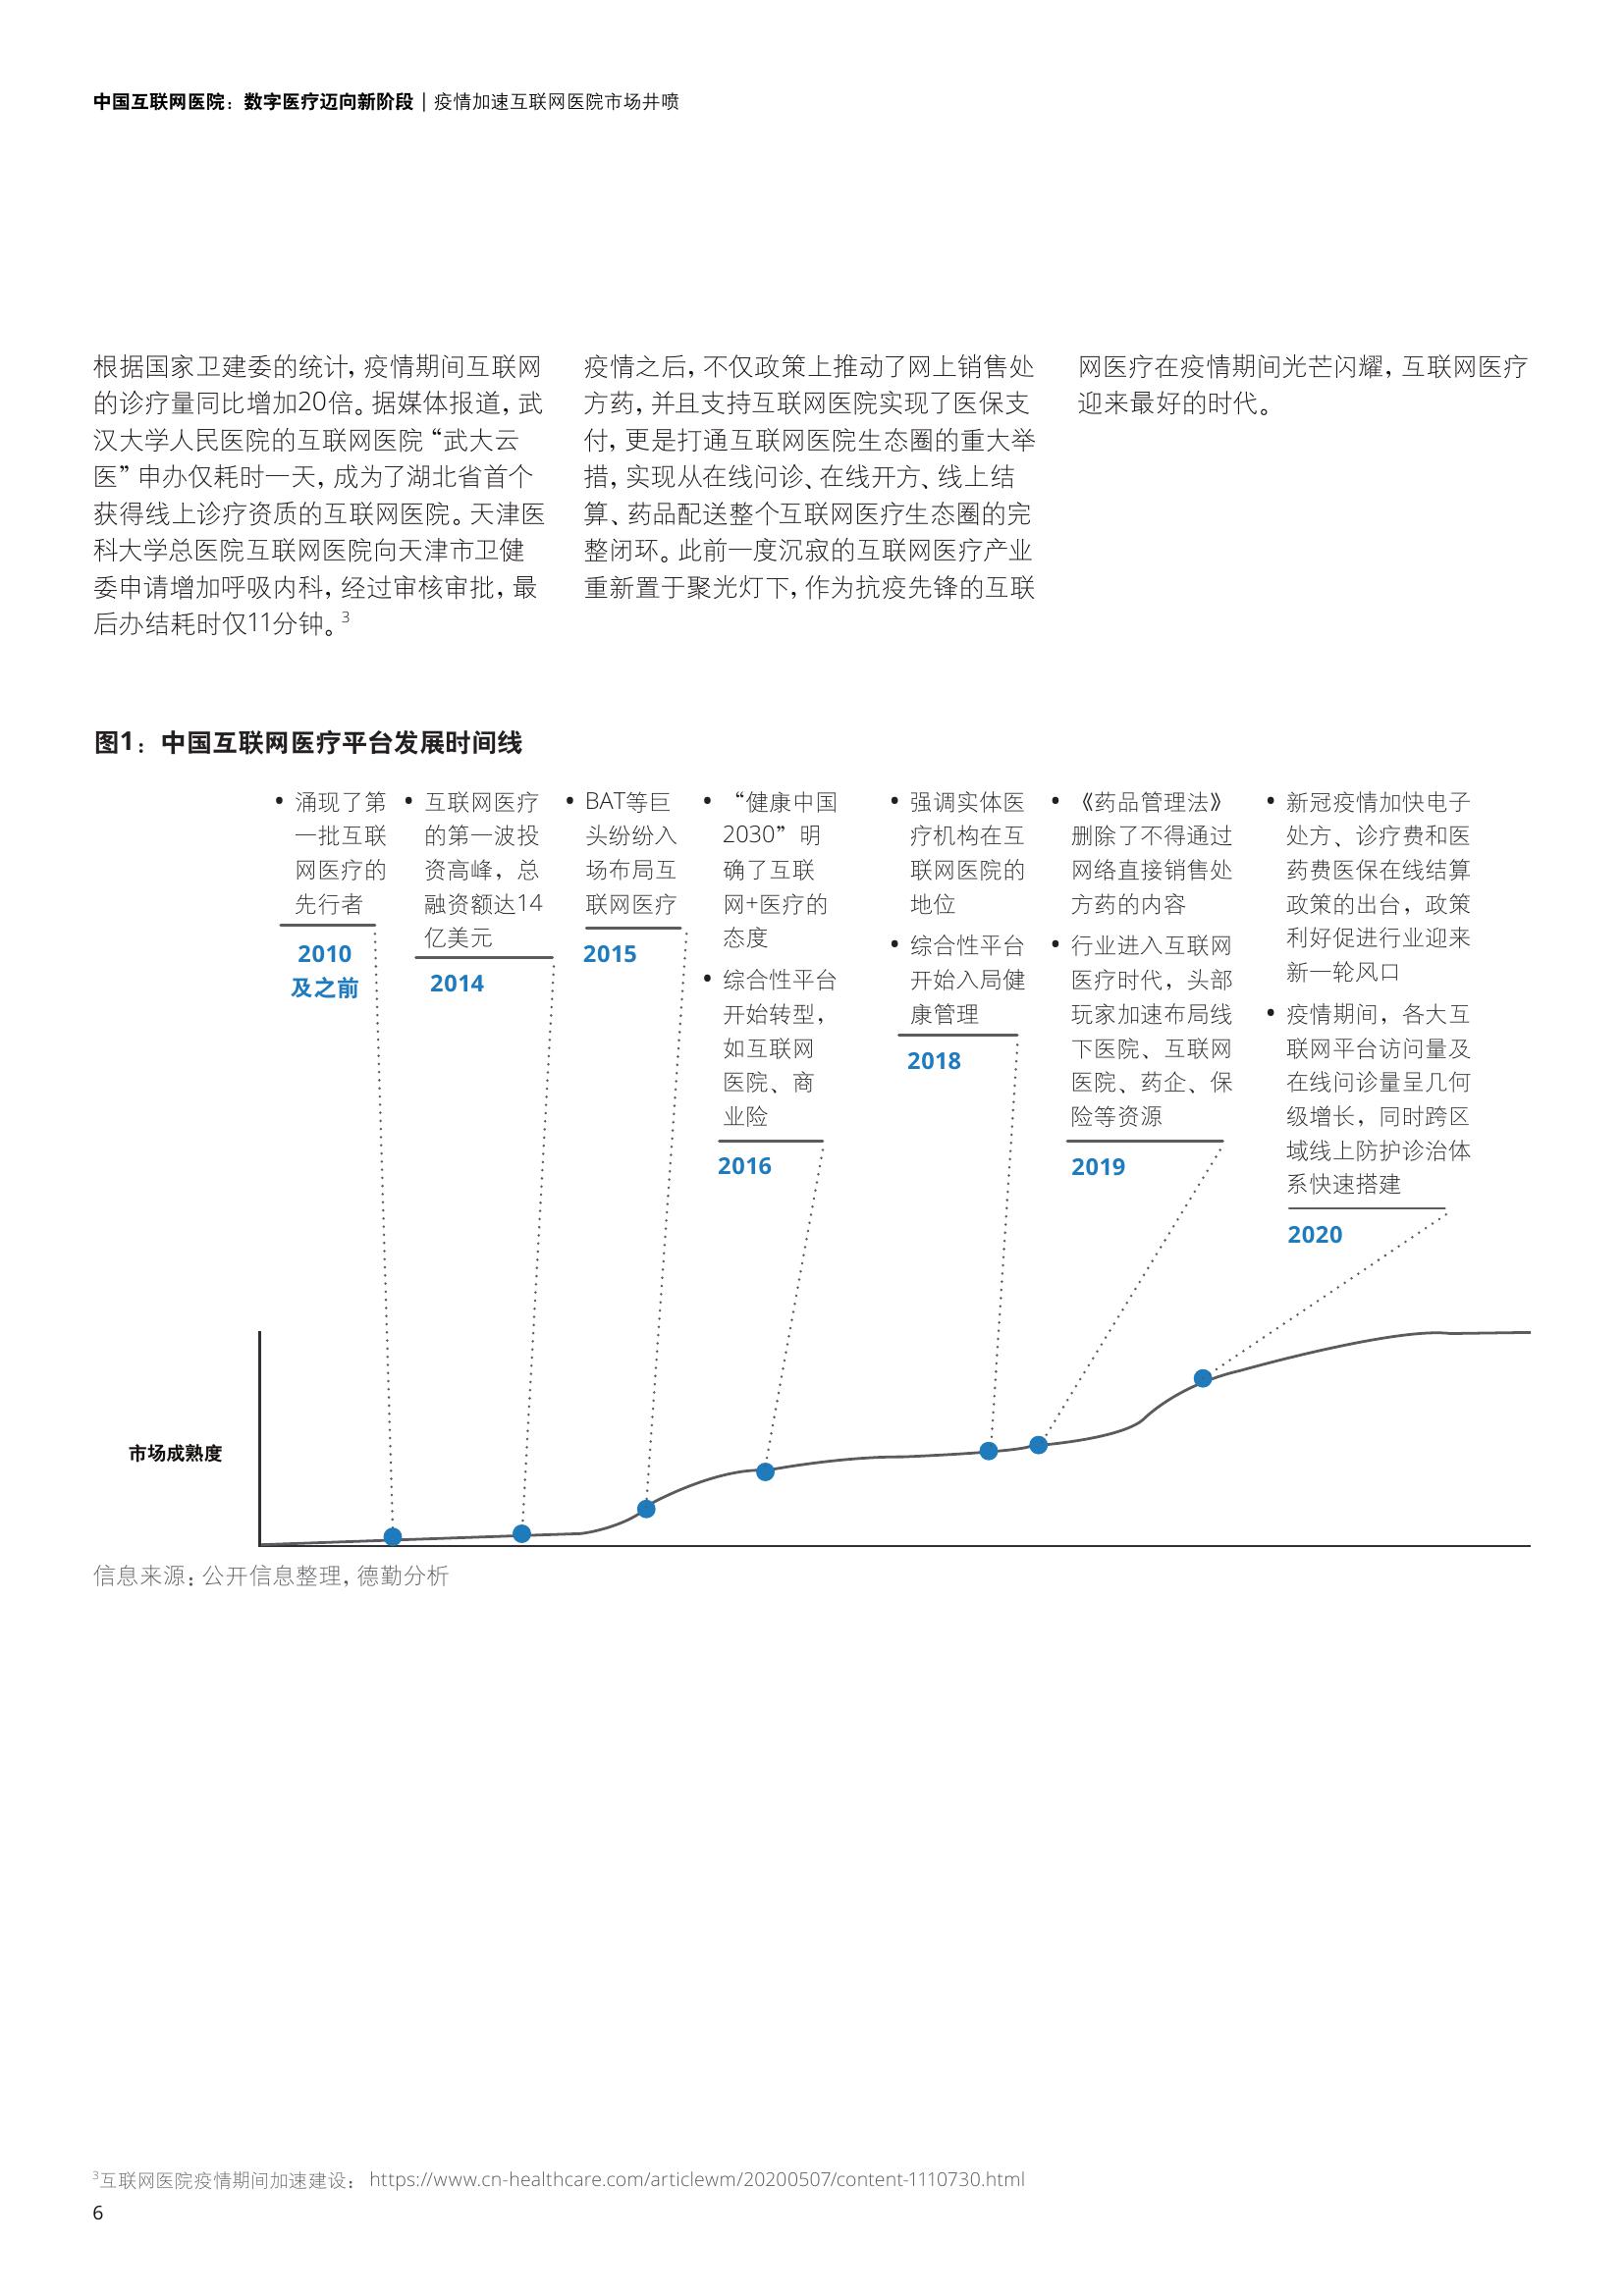 中国互联网医院：数字医疗迈向新阶段 | 疫情加速互联网医院市场井喷
根据国家卫建委的统计，疫情期间互联网
的诊疗量同比增加20倍。据媒体报道，武
汉大学人民医院的互联网医院“武大云
医”申办仅耗时一天，成为了湖北省首个
获得线上诊疗资质的互联网医院。天津医
科大学总医院互联网医院向天津市卫健
委申请增加呼吸内科，经过审核审批，最
后办结耗时仅11分钟。3
疫情之后，不仅政策上推动了网上销售处
方药，并且支持互联网医院实现了医保支
付，更是打通互联网医院生态圈的重大举
措，实现从在线问诊、在线开方、线上结
算、药品配送整个互联网医疗生态圈的完
整闭环。此前一度沉寂的互联网医疗产业
重新置于聚光灯下，作为抗疫先锋的互联
网医疗在疫情期间光芒闪耀，互联网医疗
迎来最好的时代。
图1：中国互联网医疗平台发展时间线
• 涌现了第
一批互联
网医疗的
先行者
2010
及之前
• 互联网医疗
的第一波投
资高峰，总
融资额达14
亿美元
2014
• BAT等巨
头纷纷入
场布局互
联网医疗
2015
• “健康中国
2030”明
确了互联
网+医疗的
态度
• 综合性平台
开始转型，
如互联网
医院、商
业险
2016
• 强调实体医
疗机构在互
联网医院的
地位
• 综合性平台
开始入局健
康管理
2018
• 《药品管理法》
删除了不得通过
网络直接销售处
方药的内容
• 行业进入互联网
医疗时代，头部
玩家加速布局线
下医院、互联网
医院、药企、保
险等资源
2019
• 新冠疫情加快电子
处方、诊疗费和医
药费医保在线结算
政策的出台，政策
利好促进行业迎来
新一轮风口
• 疫情期间，各大互
联网平台访问量及
在线问诊量呈几何
级增长，同时跨区
域线上防护诊治体
系快速搭建
2020
市场成熟度
信息来源：公开信息整理，德勤分析
3互联网医院疫情期间加速建设： https://www.cn-healthcare.com/articlewm/20200507/content-1110730.html
6